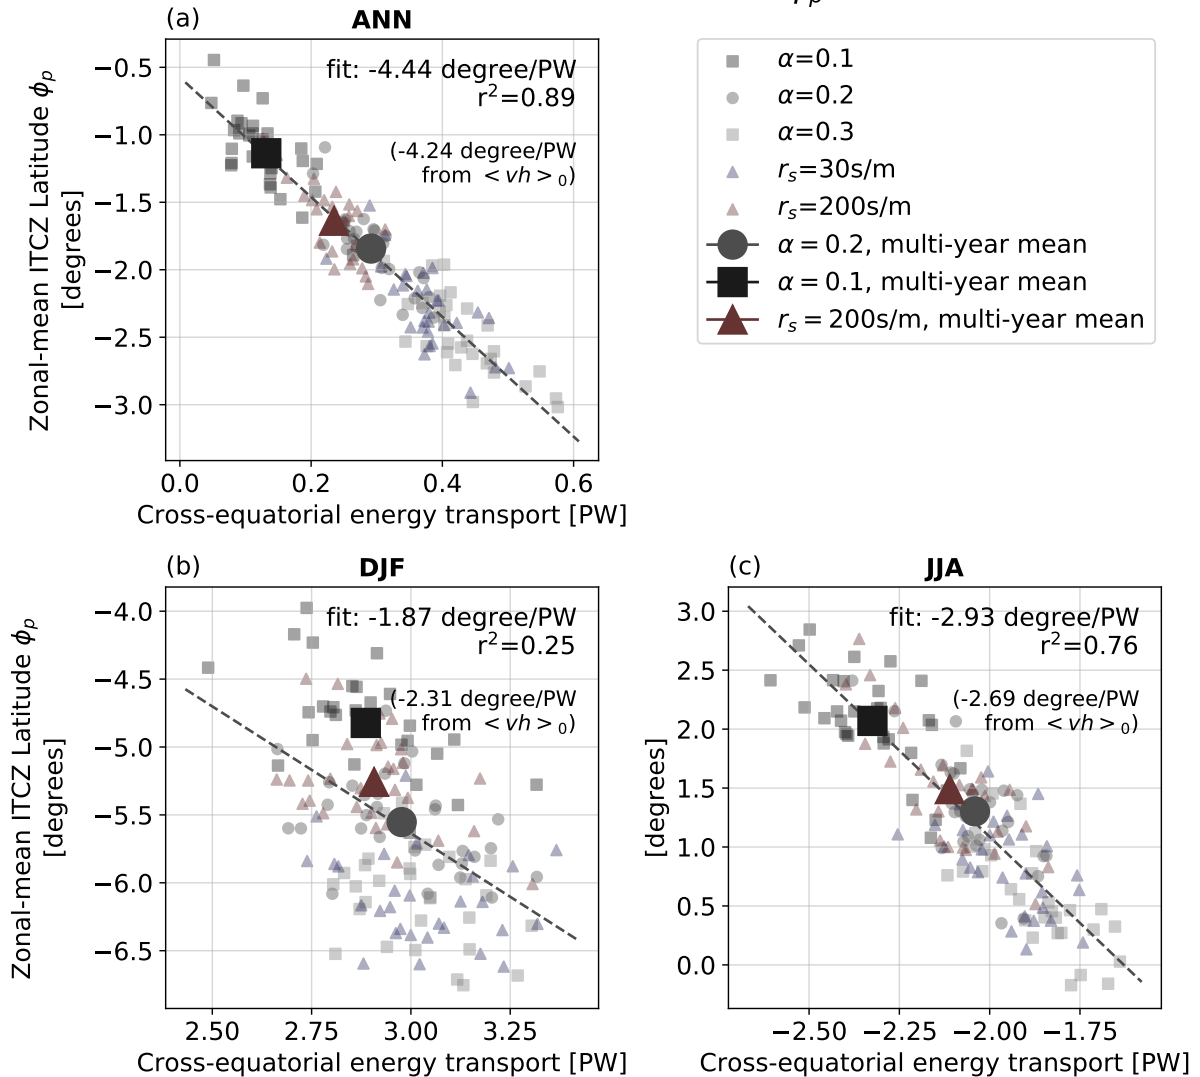 ϕp
(a)
ANN
fit: -4.44 degree/PW
r²=0.89
(-4.24 degree/PW
from <vh>₀)
Zonal-mean ITCZ Latitude ϕp
[degrees]
−0.5
−1.0
−1.5
−2.0
−2.5
−3.0
0.0 0.2 0.4 0.6
Cross-equatorial energy transport [PW]
α=0.1
α=0.2
α=0.3
rs=30s/m
rs=200s/m
α = 0.2, multi-year mean
α = 0.1, multi-year mean
rs = 200s/m, multi-year mean
(b)
DJF
fit: -1.87 degree/PW
r²=0.25
(-2.31 degree/PW
from <vh>₀)
Zonal-mean ITCZ Latitude ϕp
[degrees]
−4.0
−4.5
−5.0
−5.5
−6.0
−6.5
2.50 2.75 3.00 3.25
Cross-equatorial energy transport [PW]
(c)
JJA
fit: -2.93 degree/PW
r²=0.76
(-2.69 degree/PW
from <vh>₀)
[degrees]
3.0
2.5
2.0
1.5
1.0
0.5
0.0
−2.50 −2.25 −2.00 −1.75
Cross-equatorial energy transport [PW]